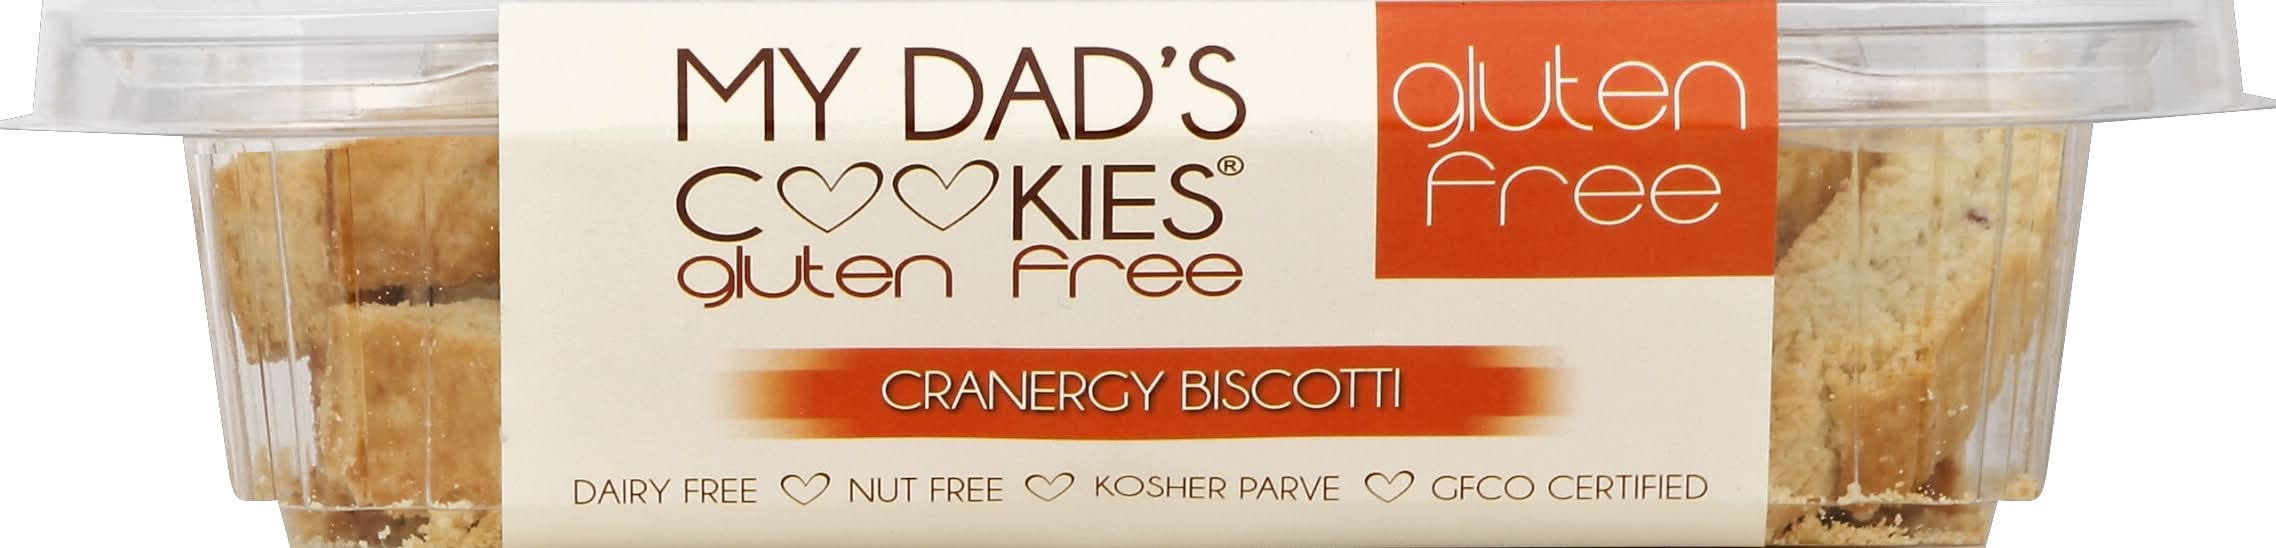 MY DAD'S
COOKIES®
gluten free
gluten
free
CRANERGY BISCOTTI
DAIRY FREE NUT FREE KOSHER PARVE GFCO CERTIFIED